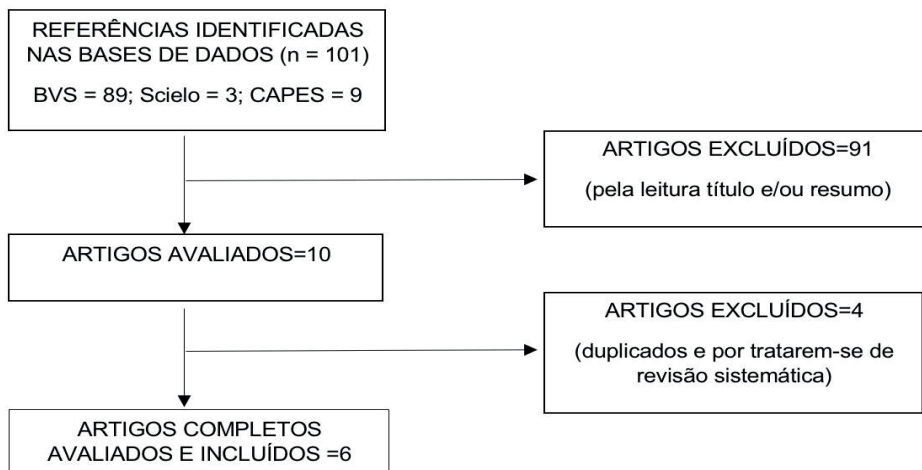 REFERÊNCIAS IDENTIFICADAS
NAS BASES DE DADOS (n = 101)
BVS = 89; Scielo = 3; CAPES = 9
ARTIGOS EXCLUÍDOS=91
(pela leitura título e/ou resumo)
ARTIGOS AVALIADOS=10
ARTIGOS EXCLUÍDOS=4
(duplicados e por tratarem-se de
revisão sistemática)
ARTIGOS COMPLETOS
AVALIADOS E INCLUÍDOS =6